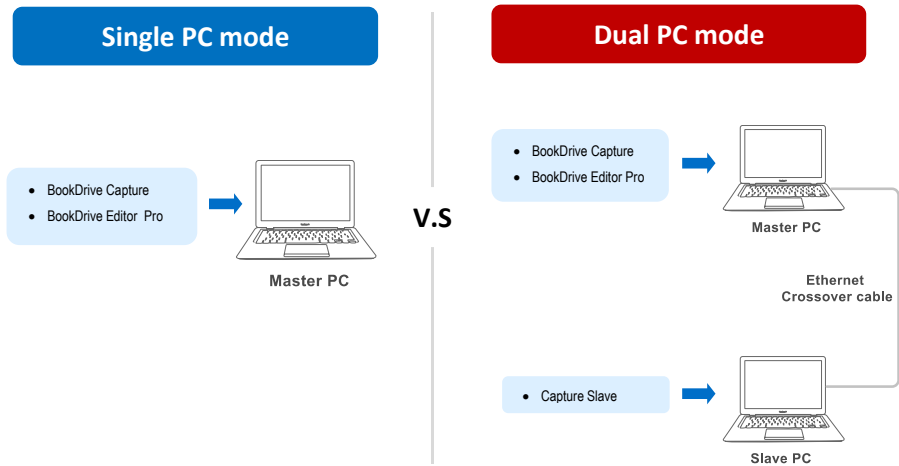 Single PC mode
• BookDrive Capture
• BookDrive Editor Pro
Master PC
V.S
Dual PC mode
• BookDrive Capture
• BookDrive Editor Pro
Master PC
Ethernet
Crossover cable
• Capture Slave
Slave PC